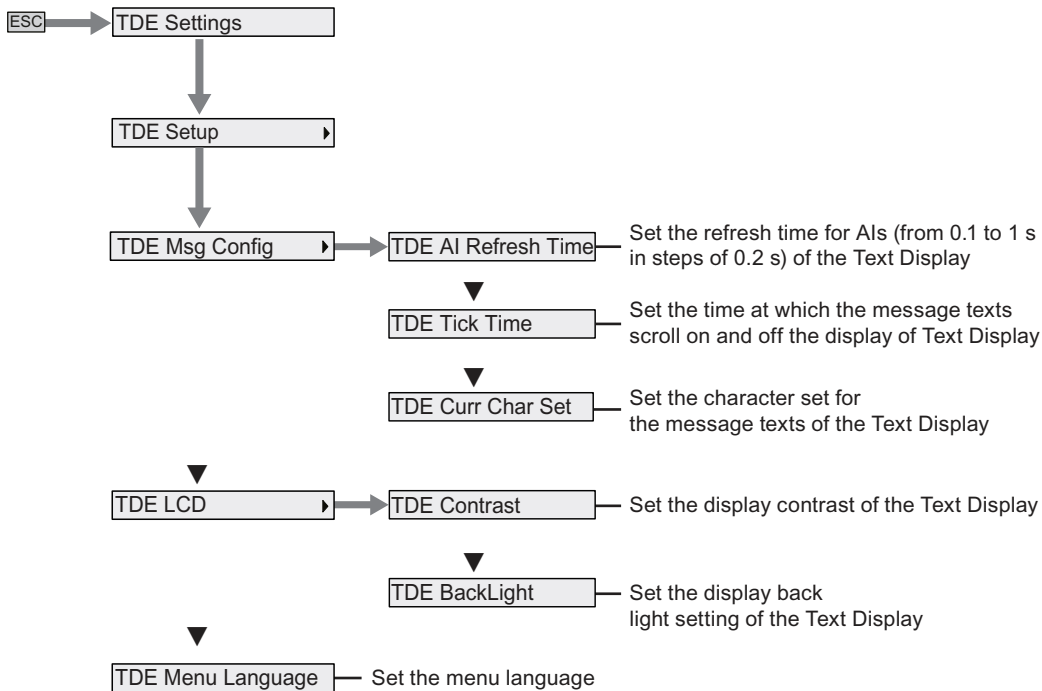 ESC
TDE Settings
TDE Setup
TDE Msg Config
TDE AI Refresh Time
Set the refresh time for AIs (from 0.1 to 1 s
in steps of 0.2 s) of the Text Display
TDE Tick Time
Set the time at which the message texts
scroll on and off the display of Text Display
TDE Curr Char Set
Set the character set for
the message texts of the Text Display
TDE LCD
TDE Contrast
Set the display contrast of the Text Display
TDE BackLight
Set the display back
light setting of the Text Display
TDE Menu Language
Set the menu language